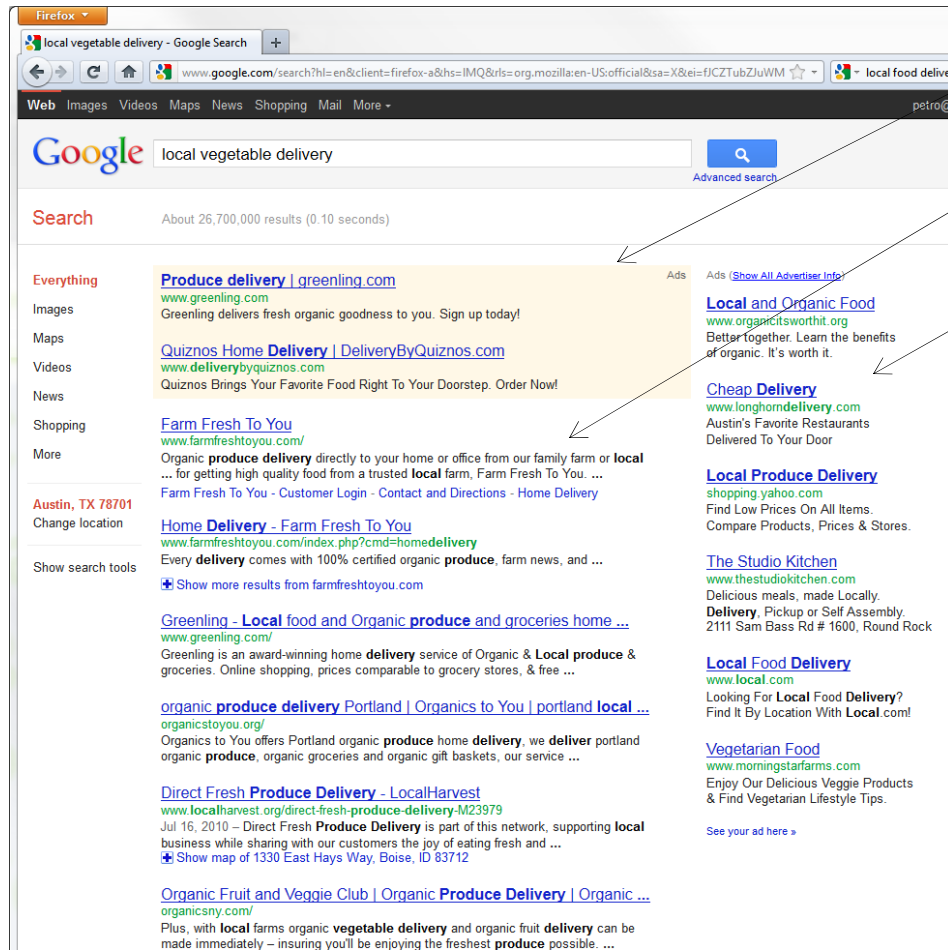 Firefox
local vegetable delivery - Google Search
www.google.com/search?hl=en&client=firefox-a&hs=IMQ&rls=org.mozilla:en-US:official&sa=X&ei=fJCZTubZJuWM
local food delive
Web Images Videos Maps News Shopping Mail More
petro@
Google
local vegetable delivery
Advanced search
Search
About 26,700,000 results (0.10 seconds)
Everything
Images
Maps
Videos
News
Shopping
More
Austin, TX 78701
Change location
Show search tools
Ads
Produce delivery | greenling.com
www.greenling.com
Greenling delivers fresh organic goodness to you. Sign up today!
Quiznos Home Delivery | DeliveryByQuiznos.com
www.deliverybyquiznos.com
Quiznos Brings Your Favorite Food Right To Your Doorstep. Order Now!
Farm Fresh To You
www.farmfreshtoyou.com/
Organic produce delivery directly to your home or office from our family farm or local
... for getting high quality food from a trusted local farm, Farm Fresh To You. ...
Farm Fresh To You - Customer Login - Contact and Directions - Home Delivery
Home Delivery - Farm Fresh To You
www.farmfreshtoyou.com/index.php?cmd=homedelivery
Every delivery comes with 100% certified organic produce, farm news, and ...
Show more results from farmfreshtoyou.com
Greenling - Local food and Organic produce and groceries home ...
www.greenling.com/
Greenling is an award-winning home delivery service of Organic & Local produce &
groceries. Online shopping, prices comparable to grocery stores, & free ...
organic produce delivery Portland | Organics to You | portland local ...
organicstoyou.org/
Organics to You offers Portland organic produce home delivery, we deliver portland
organic produce, organic groceries and organic gift baskets, our service ...
Direct Fresh Produce Delivery - LocalHarvest
www.localharvest.org/direct-fresh-produce-delivery-M23979
Jul 16, 2010 – Direct Fresh Produce Delivery is part of this network, supporting local
business while sharing with our customers the joy of eating fresh and ...
Show map of 1330 East Hays Way, Boise, ID 83712
Organic Fruit and Veggie Club | Organic Produce Delivery | Organic ...
organicsny.com/
Plus, with local farms organic vegetable delivery and organic fruit delivery can be
made immediately – insuring you'll be enjoying the freshest produce possible. ...
Ads (Show All Advertiser Info)
Local and Organic Food
www.organicitsworthit.org
Better together. Learn the benefits
of organic. It's worth it.
Cheap Delivery
www.longhorndelivery.com
Austin's Favorite Restaurants
Delivered To Your Door
Local Produce Delivery
shopping.yahoo.com
Find Low Prices On All Items.
Compare Products, Prices & Stores.
The Studio Kitchen
www.thestudiokitchen.com
Delicious meals, made Locally.
Delivery, Pickup or Self Assembly.
2111 Sam Bass Rd # 1600, Round Rock
Local Food Delivery
www.local.com
Looking For Local Food Delivery?
Find It By Location With Local.com!
Vegetarian Food
www.morningstarfarms.com
Enjoy Our Delicious Veggie Products
& Find Vegetarian Lifestyle Tips.
See your ad here »